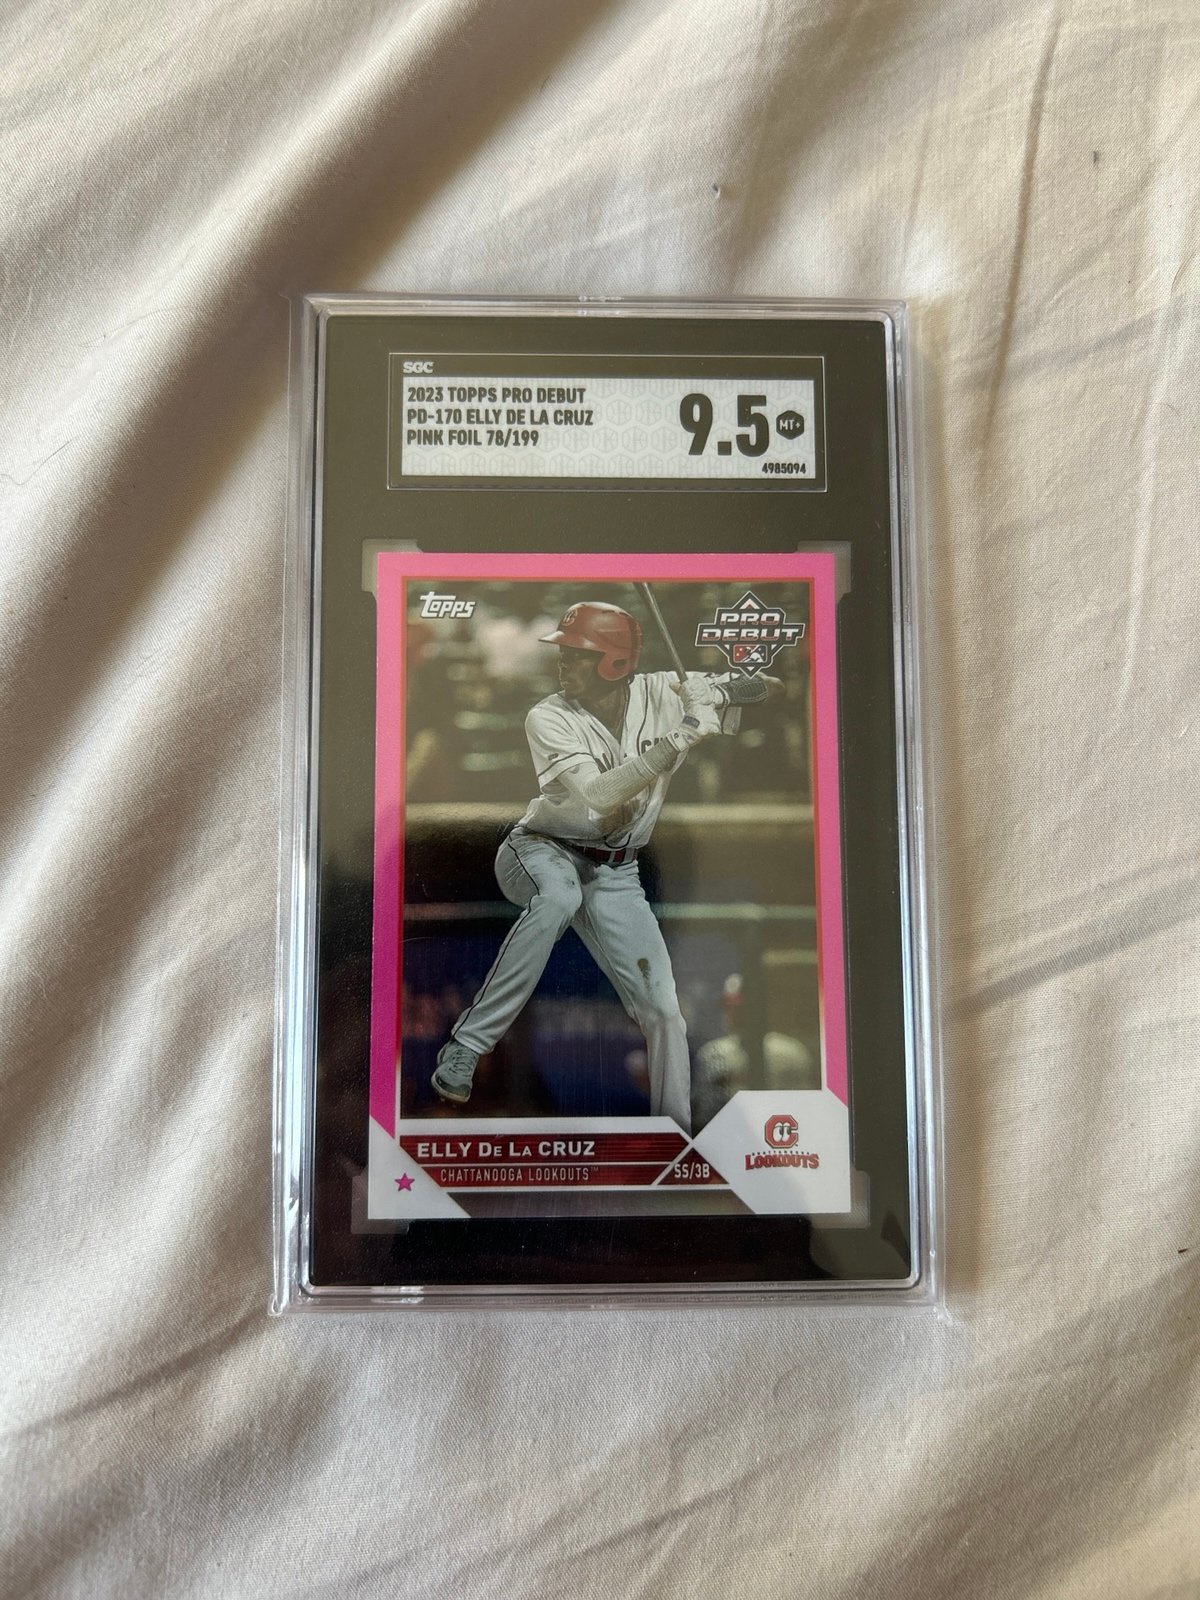 SGC
2023 TOPPS PRO DEBUT
PD-170 ELLY DE LA CRUZ
PINK FOIL 78/199
9.5 MT+
4985094
Topps
PRO
DEBUT
ELLY DE LA CRUZ
CHATTANOOGA LOOKOUTS™
SS/3B
C
CHATTANOOGA
LOOKOUTS